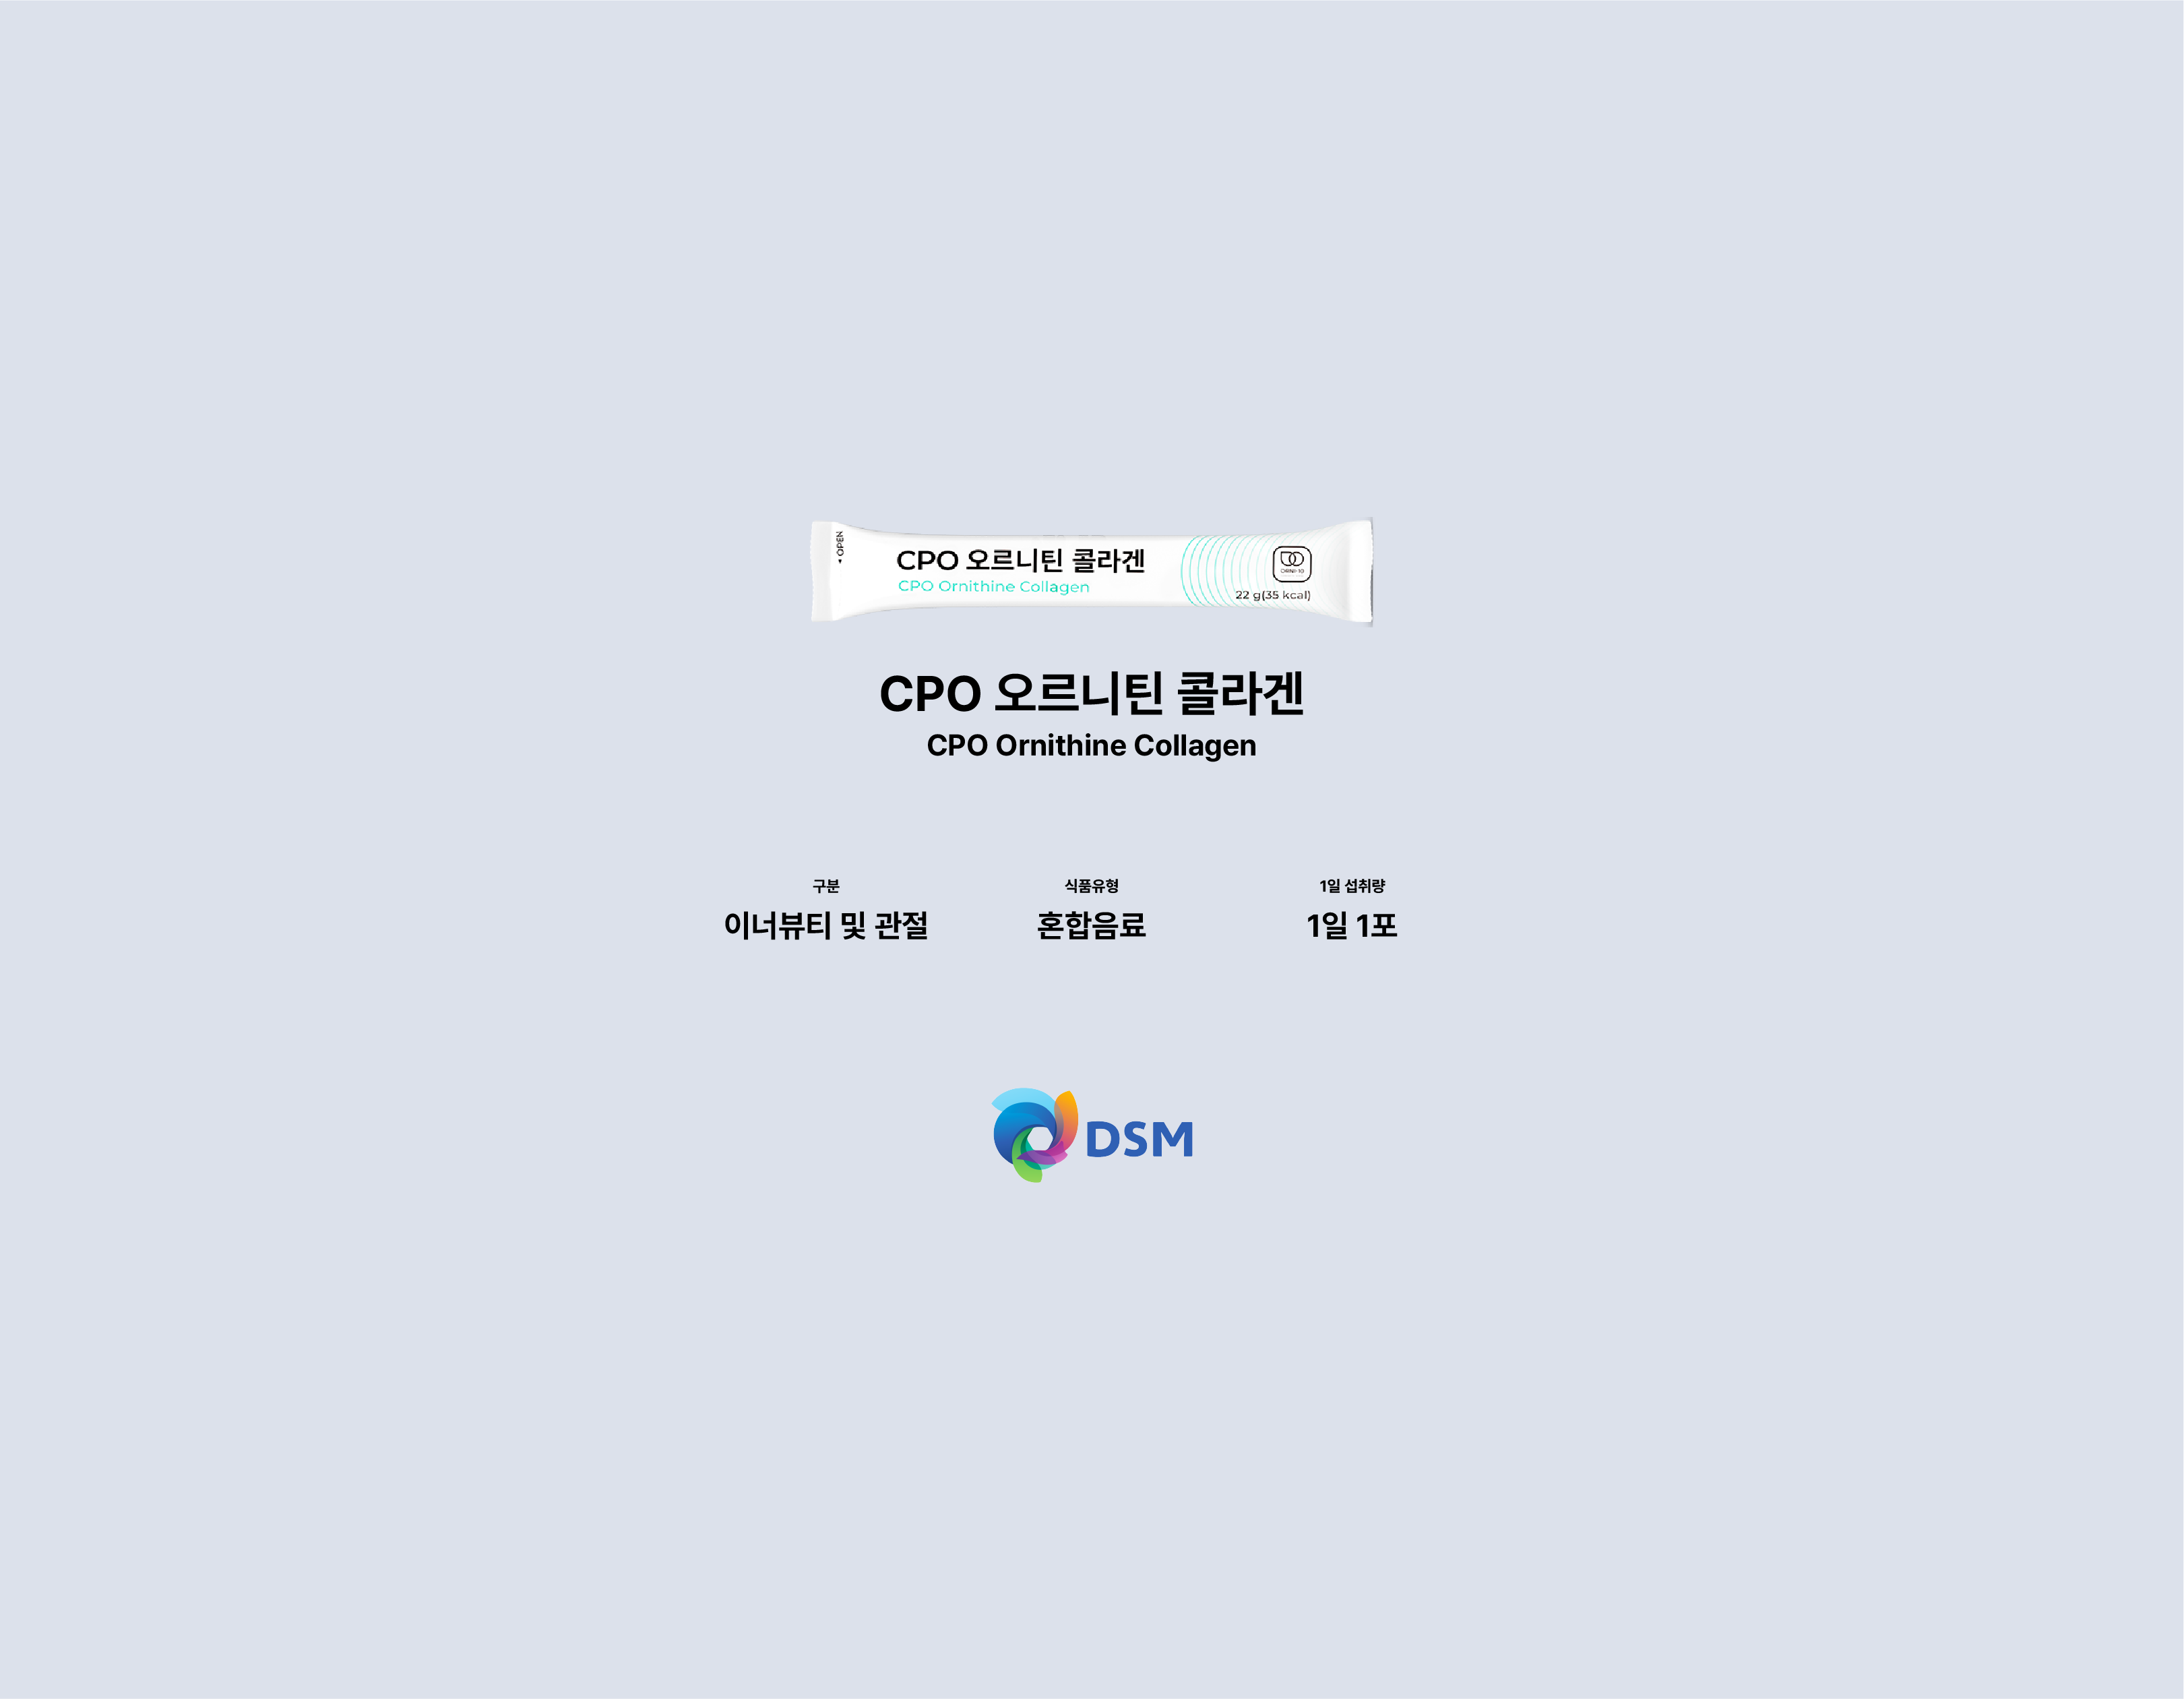 OPEN
CPO 오르니틴 콜라겐
CPO Ornithine Collagen
ORNI-10
22 g(35 kcal)
CPO 오르니틴 콜라겐
CPO Ornithine Collagen
구분
이너뷰티 및 관절
식품유형
혼합음료
1일 섭취량
1일 1포
DSM